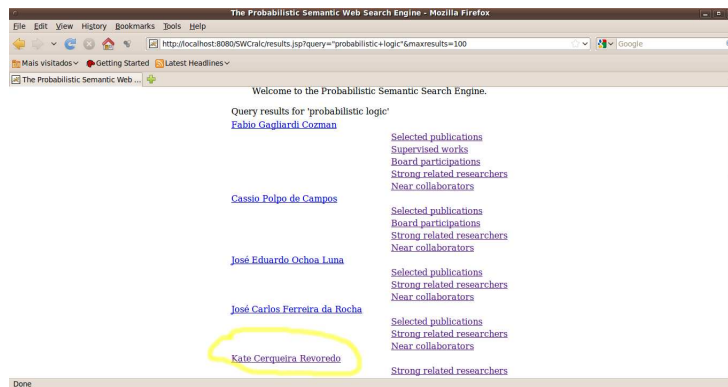 The Probabilistic Semantic Web Search Engine - Mozilla Firefox
File Edit View History Bookmarks Tools Help
http://localhost:8080/SWCralc/results.jsp?query="probabilistic+logic"&maxresults=100 Google
Mais visitados Getting Started Latest Headlines
The Probabilistic Semantic Web ...
Welcome to the Probabilistic Semantic Search Engine.
Query results for 'probabilistic logic'
Fabio Gagliardi Cozman
Selected publications
Supervised works
Board participations
Strong related researchers
Near collaborators
Cassio Polpo de Campos
Selected publications
Board participations
Strong related researchers
Near collaborators
José Eduardo Ochoa Luna
Selected publications
Strong related researchers
Near collaborators
José Carlos Ferreira da Rocha
Selected publications
Strong related researchers
Near collaborators
Kate Cerqueira Revoredo
Strong related researchers
Done